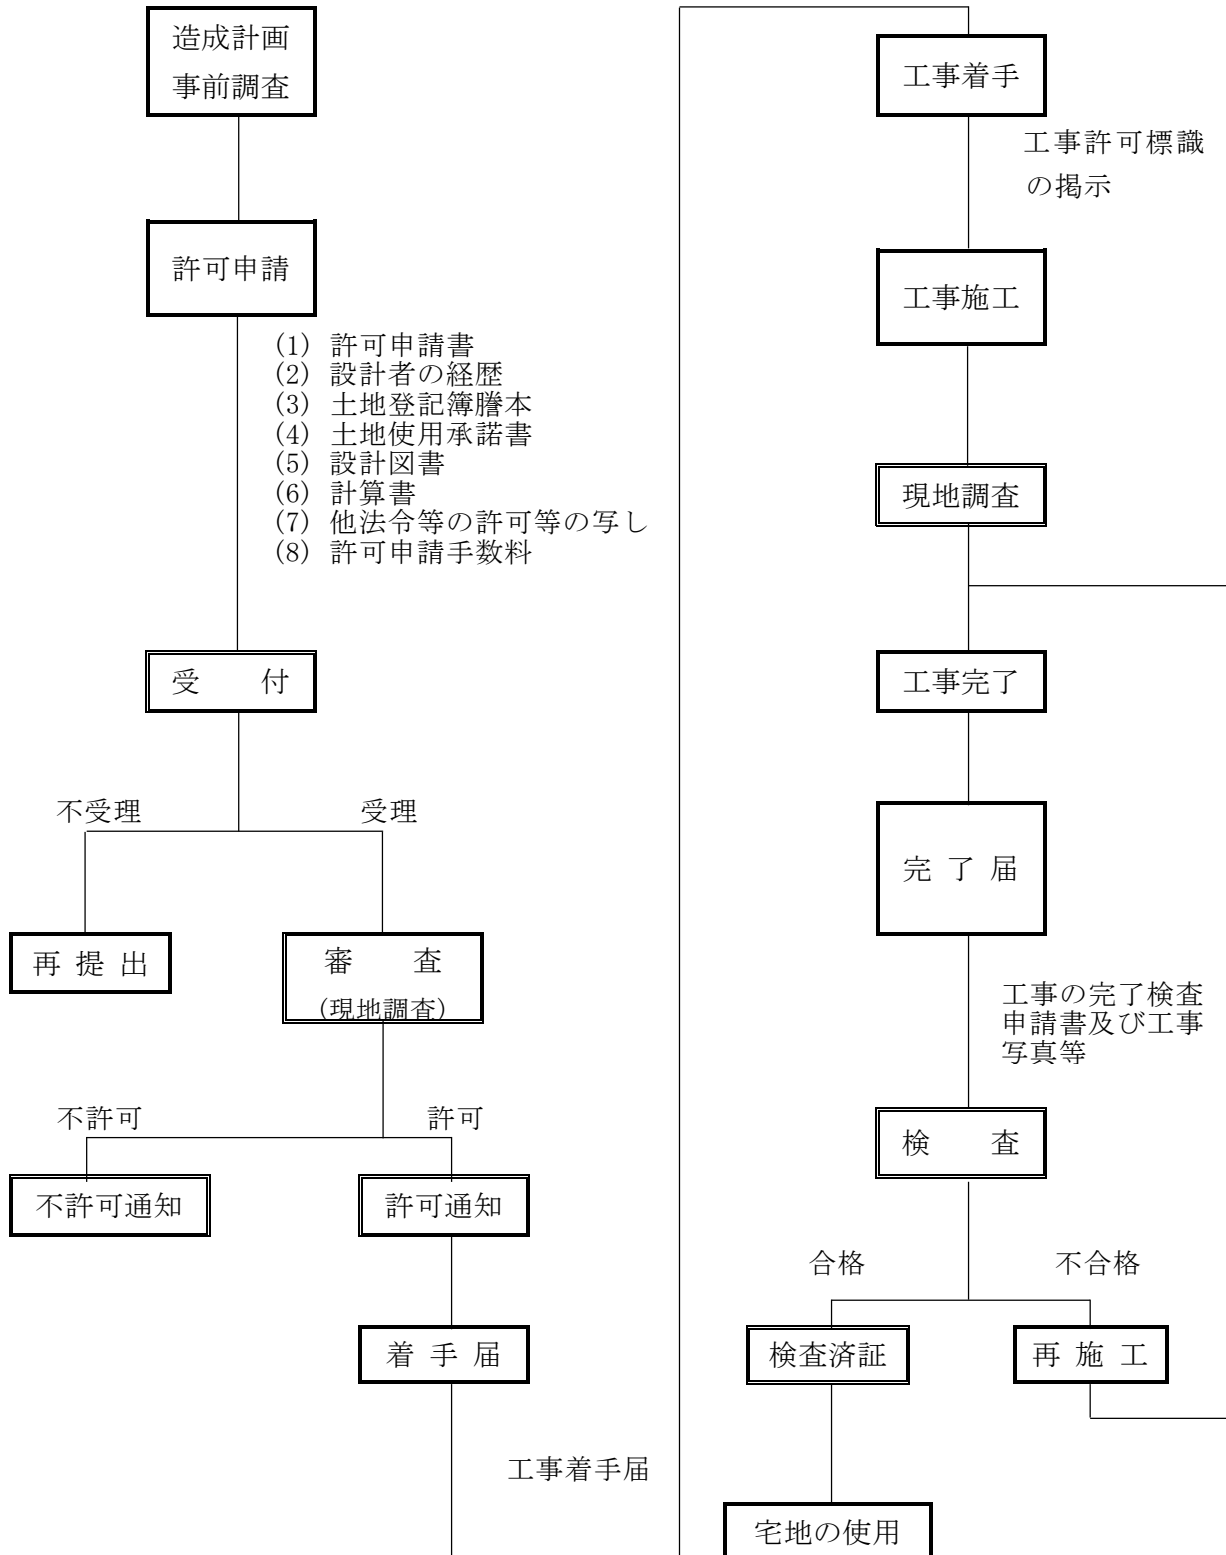 造成計画
事前調査
許可申請
(1) 許可申請書
(2) 設計者の経歴
(3) 土地登記簿謄本
(4) 土地使用承諾書
(5) 設計図書
(6) 計算書
(7) 他法令等の許可等の写し
(8) 許可申請手数料
受　付
不受理　受理
再 提 出
審　査
(現地調査)
不許可　許可
不許可通知
許可通知
着 手 届
工事着手届
工事着手
工事許可標識
の掲示
工事施工
現地調査
工事完了
完 了 届
工事の完了検査
申請書及び工事
写真等
検　査
合格　不合格
検査済証
再 施 工
宅地の使用